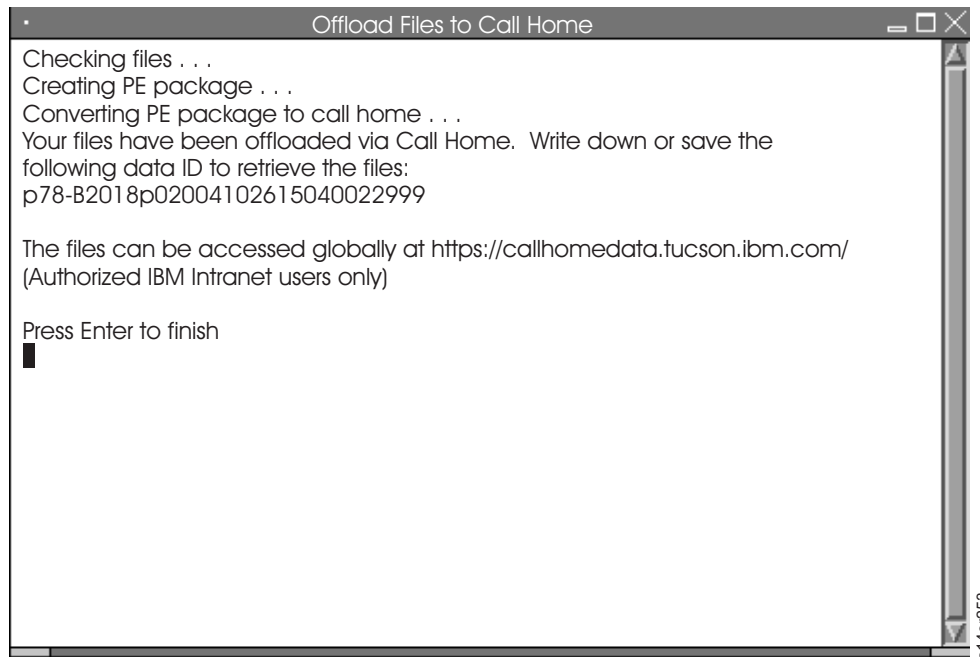 Offload Files to Call Home
Checking files . . .
Creating PE package . . .
Converting PE package to call home . . .
Your files have been offloaded via Call Home.  Write down or save the
following data ID to retrieve the files:
p78-B2018p02004102615040022999
The files can be accessed globally at https://callhomedata.tucson.ibm.com/
(Authorized IBM Intranet users only)
Press Enter to finish